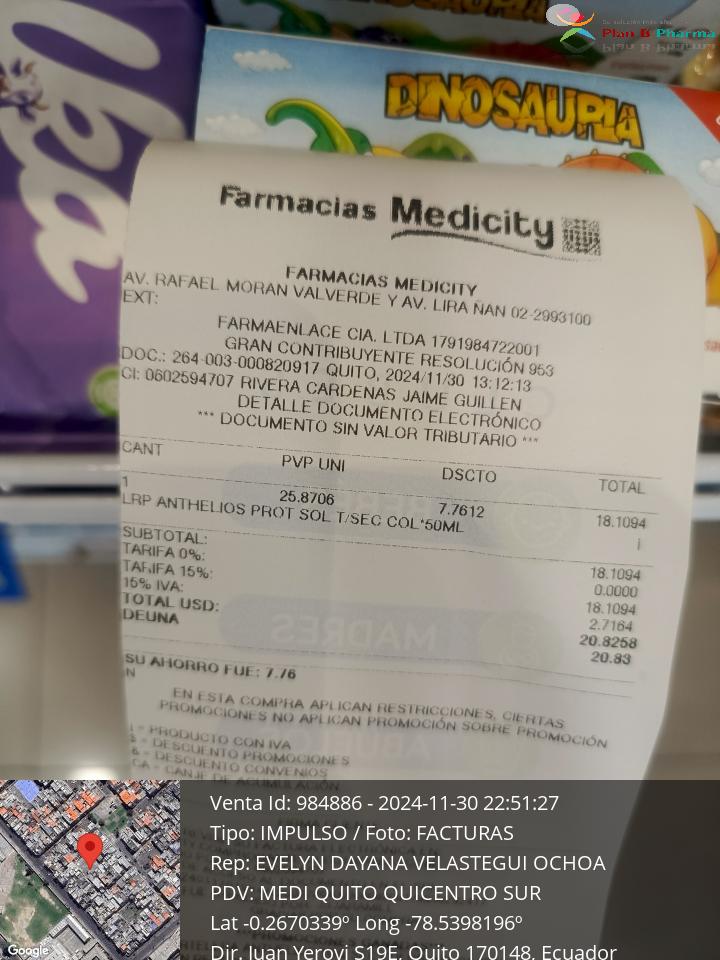 Plan B Pharma
DINOSAURIA
Farmacias Medicity
FARMACIAS MEDICITY
AV. RAFAEL MORAN VALVERDE Y AV. LIRA ÑAN 02-2993100
EXT:
FARMAENLACE CIA. LTDA 1791984722001
GRAN CONTRIBUYENTE RESOLUCIÓN 953
DOC.: 264-003-000820917 QUITO, 2024/11/30 13:12:13
CI: 0602594707 RIVERA CARDENAS JAIME GUILLEN
DETALLE DOCUMENTO ELECTRÓNICO
*** DOCUMENTO SIN VALOR TRIBUTARIO ***
CANT PVP UNI DSCTO TOTAL
1 25.8706 7.7612 18.1094
LRP ANTHELIOS PROT SOL T/SEC COL*50ML i
SUBTOTAL: 18.1094
TARIFA 0%: 0.0000
TARIFA 15%: 18.1094
15% IVA: 2.7164
TOTAL USD: 20.8258
DEUNA 20.83
SU AHORRO FUE: 7.76
N
EN ESTA COMPRA APLICAN RESTRICCIONES, CIERTAS
PROMOCIONES NO APLICAN PROMOCIÓN SOBRE PROMOCIÓN
i = PRODUCTO CON IVA
$ = DESCUENTO PROMOCIONES
& = DESCUENTO CONVENIOS
CA = CANJE DE ACUMULACIÓN
MADRES
Venta Id: 984886 - 2024-11-30 22:51:27
Tipo: IMPULSO / Foto: FACTURAS
Rep: EVELYN DAYANA VELASTEGUI OCHOA
PDV: MEDI QUITO QUICENTRO SUR
Lat -0.2670339º Long -78.5398196º
Dir. Juan Yerovi S19E, Quito 170148, Ecuador
Google